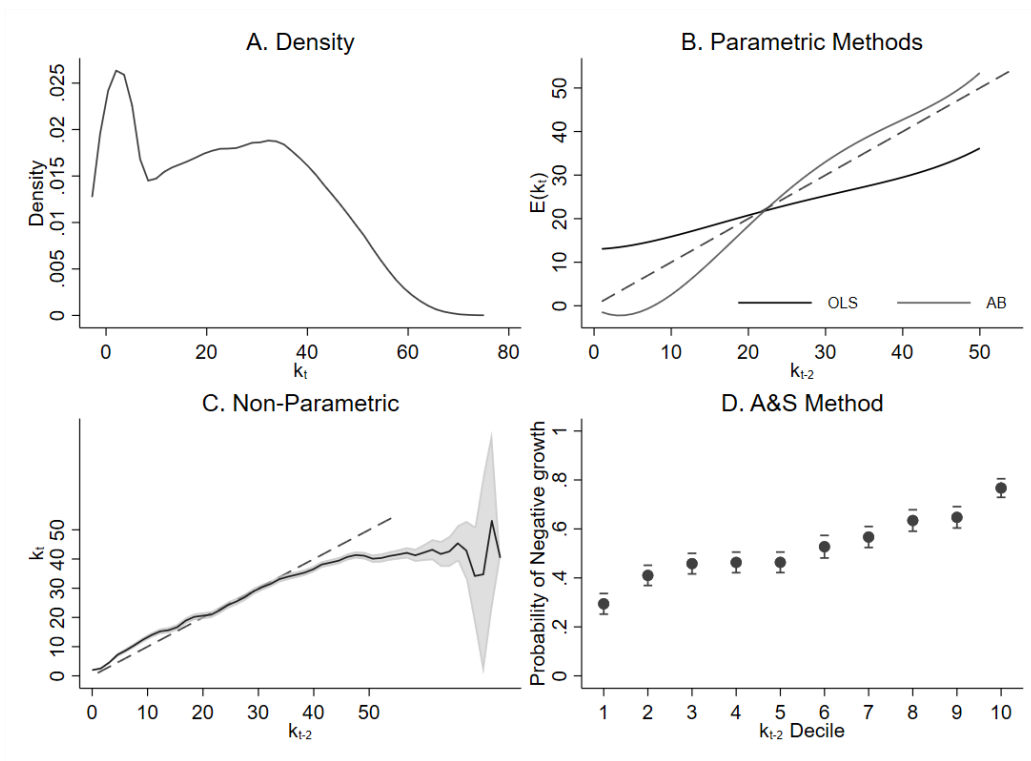 A. Density
Density
0 .005 .01 .015 .02 .025
0 20 40 60 80
kₜ
B. Parametric Methods
E(kₜ)
0 10 20 30 40 50
OLS AB
0 10 20 30 40 50
kₜ₋₂
C. Non-Parametric
kₜ
0 10 20 30 40 50
0 10 20 30 40 50
kₜ₋₂
D. A&S Method
Probability of Negative growth
0 .2 .4 .6 .8 1
1 2 3 4 5 6 7 8 9 10
kₜ₋₂ Decile